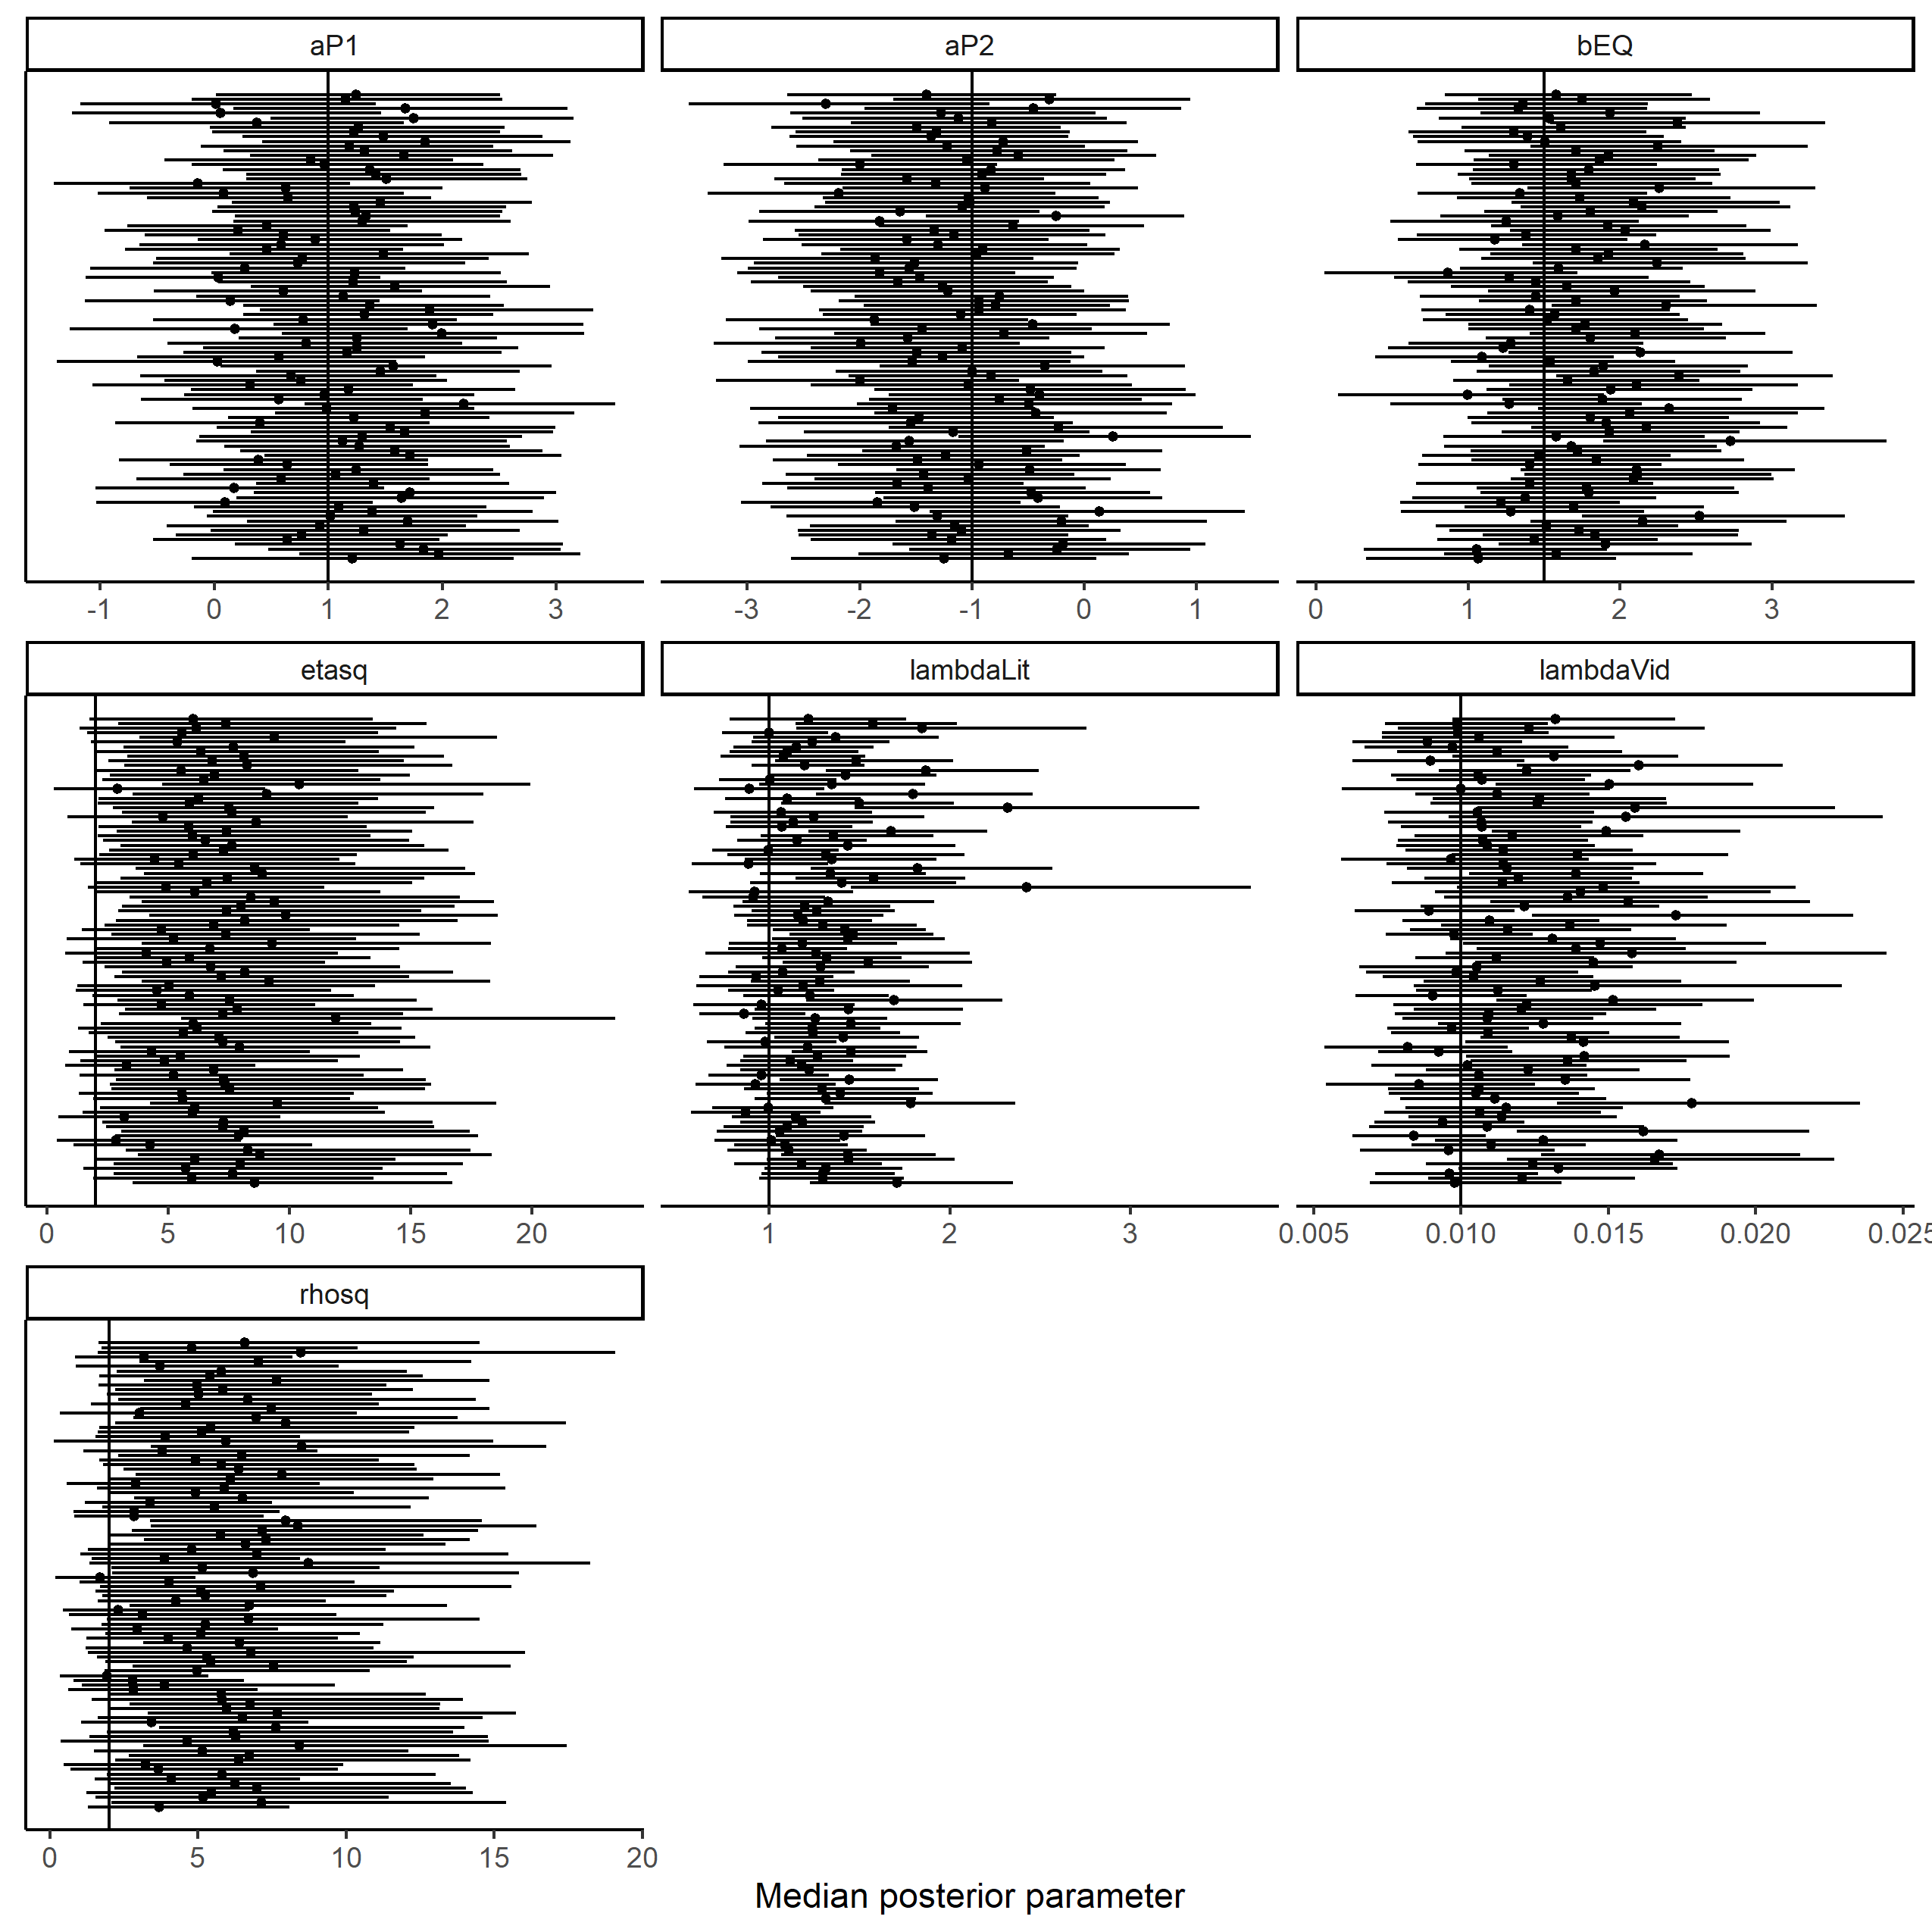 aP1 aP2 bEQ
-1 0 1 2 3 -3 -2 -1 0 1 0 1 2 3
etasq lambdaLit lambdaVid
0 5 10 15 20 1 2 3 0.005 0.010 0.015 0.020 0.025
rhosq
0 5 10 15 20
Median posterior parameter